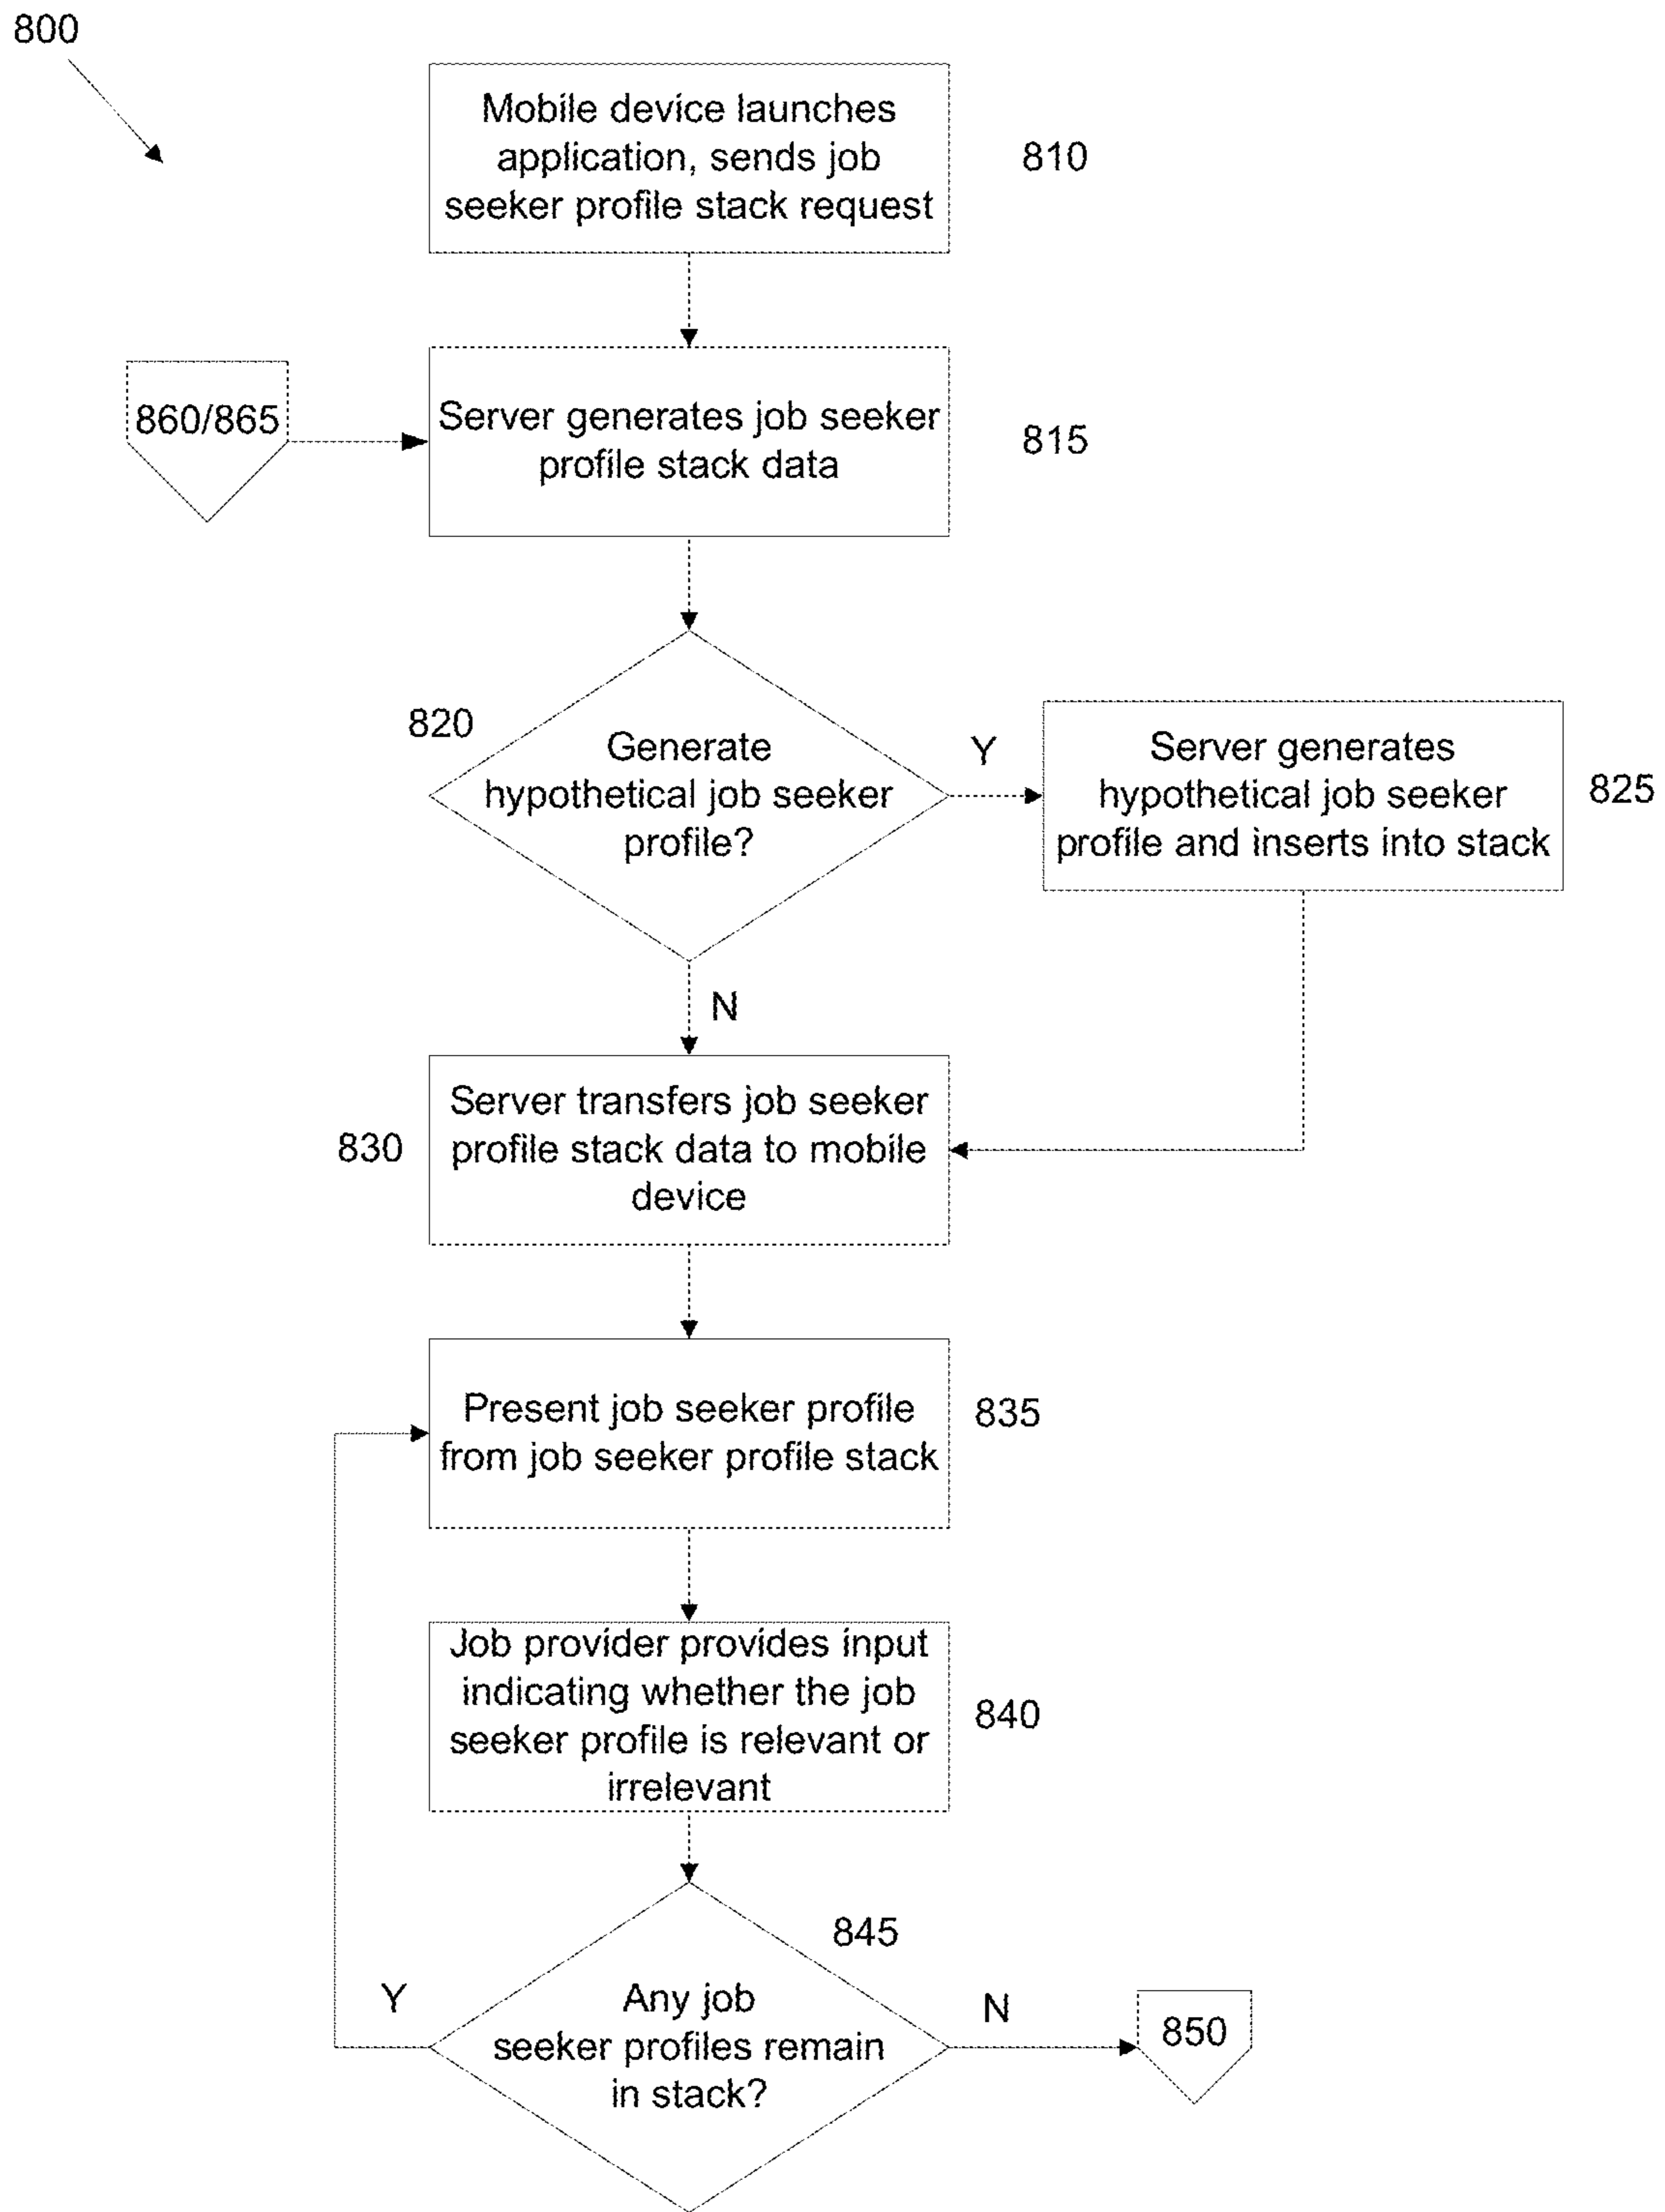 800
Mobile device launches
application, sends job
seeker profile stack request
810
860/865
Server generates job seeker
profile stack data
815
820
Generate
hypothetical job seeker
profile?
Y
Server generates
hypothetical job seeker
profile and inserts into stack
825
N
830
Server transfers job seeker
profile stack data to mobile
device
Present job seeker profile
from job seeker profile stack
835
Job provider provides input
indicating whether the job
seeker profile is relevant or
irrelevant
840
845
Y
Any job
seeker profiles remain
in stack?
N
850